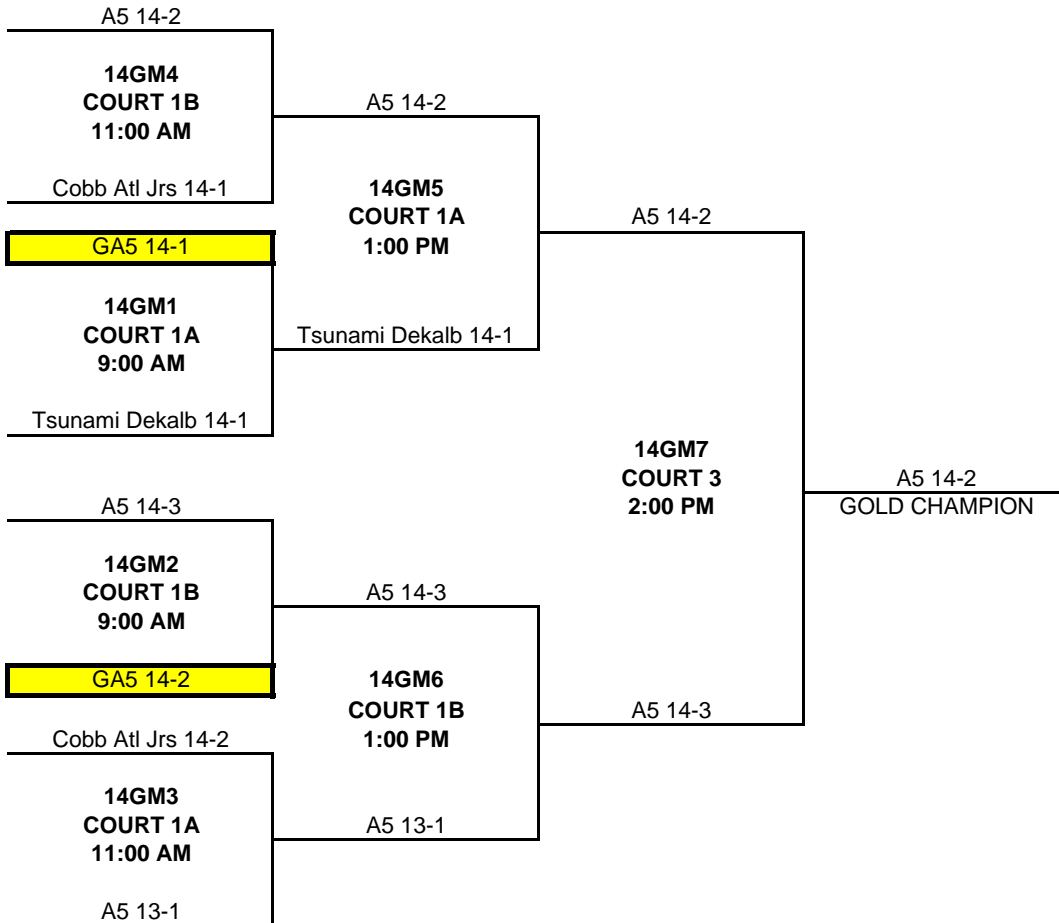 A5 14-2
14GM4
COURT 1B
11:00 AM
A5 14-2
Cobb Atl Jrs 14-1
14GM5
COURT 1A
1:00 PM
A5 14-2
GA5 14-1
14GM1
COURT 1A
9:00 AM
Tsunami Dekalb 14-1
Tsunami Dekalb 14-1
14GM7
COURT 3
2:00 PM
A5 14-2
GOLD CHAMPION
A5 14-3
14GM2
COURT 1B
9:00 AM
A5 14-3
GA5 14-2
14GM6
COURT 1B
1:00 PM
A5 14-3
Cobb Atl Jrs 14-2
14GM3
COURT 1A
11:00 AM
A5 13-1
A5 13-1